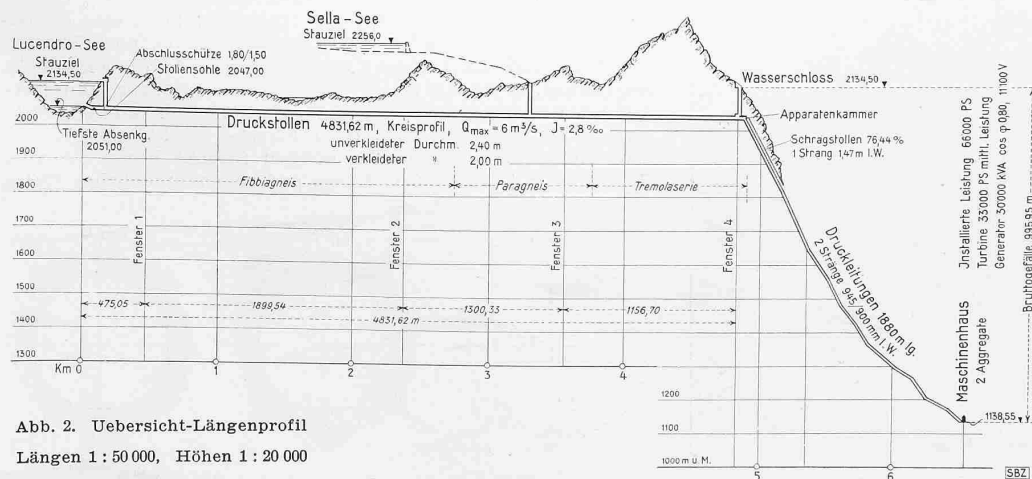 Sella-See
Stauziel 2256,0
Lucendro-See
Stauziel
2134,50
Abschlusschütze 1,80/1,50
Stollensohle 2047,00
Wasserschloss 2134,50
Tiefste Absenkg.
2051,00
Druckstollen 4831,62 m, Kreisprofil, Qmax = 6 m³/s, J = 2,8 ‰
unverkleideter Durchm. 2,40 m
verkleideter " 2,00 m
Apparatenkammer
Schrägstollen 76,44 %
1 Strang 1,47 m l.W.
Fibbiagneis
Paragneis
Tremolaserie
2000
1900
1800
1700
1600
1500
1400
1300
Fenster 1
Fenster 2
Fenster 3
Fenster 4
475,05
1899,54
1300,33
1156,70
4831,62 m
Km 0
1
2
3
4
Druckleitungen 1880 m lg.
2 Stränge 945/900 mm l.W.
Maschinenhaus
2 Aggregate
Jnstallierte Leistung 66000 PS
Turbine 33000 PS mittl. Leistung
Generator 30000 kVA cos φ 0,80, 11000 V
Bruttogefälle 995,95 m
1138,55
1200
1100
1000 m ü. M.
5
6
Abb. 2. Uebersicht-Längenprofil
Längen 1 : 50 000, Höhen 1 : 20 000
SBZ